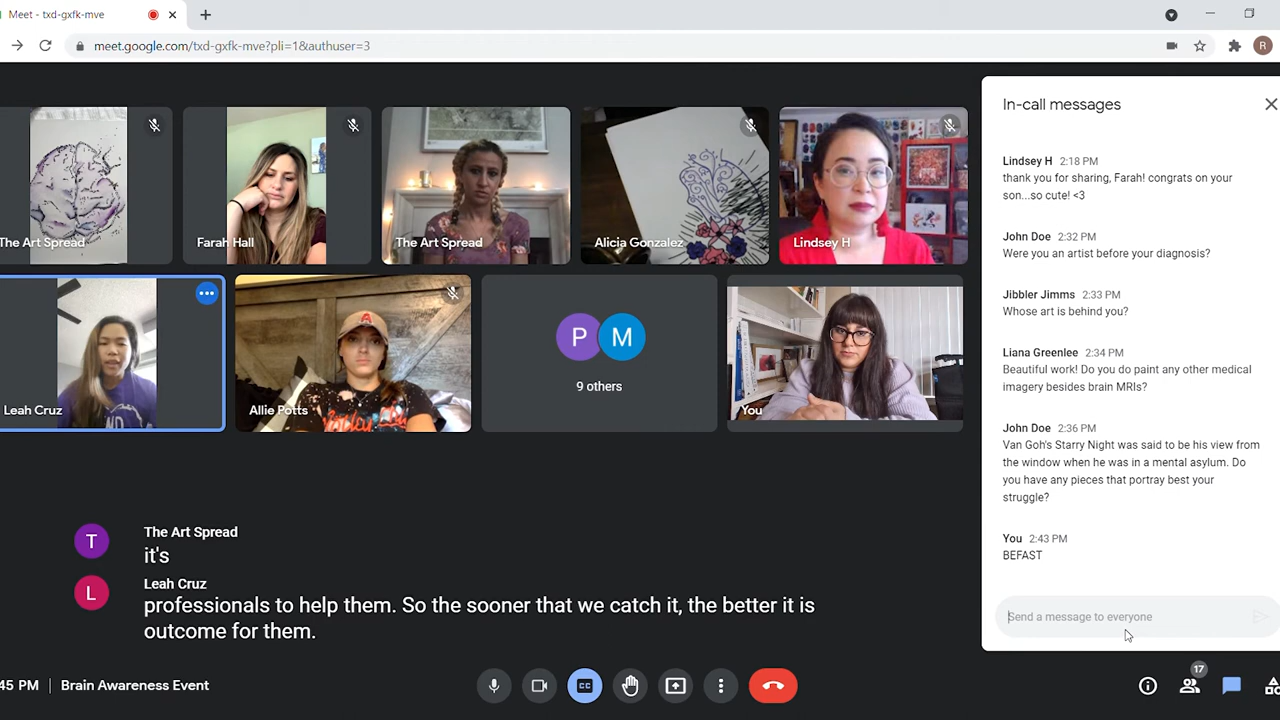 Meet - txd-gxfk-mve
meet.google.com/txd-gxfk-mve?pli=1&authuser=3
R
In-call messages
Lindsey H 2:18 PM
thank you for sharing, Farah! congrats on your
son...so cute! <3
John Doe 2:32 PM
Were you an artist before your diagnosis?
Jibbler Jimms 2:33 PM
Whose art is behind you?
Liana Greenlee 2:34 PM
Beautiful work! Do you do paint any other medical
imagery besides brain MRIs?
John Doe 2:36 PM
Van Goh's Starry Night was said to be his view from
the window when he was in a mental asylum. Do
you have any pieces that portray best your
struggle?
You 2:43 PM
BEFAST
Send a message to everyone
The Art Spread
Farah Hall
The Art Spread
Alicia Gonzalez
Lindsey H
Leah Cruz
A
Allie Potts
P M
9 others
You
T
The Art Spread
it's
L
Leah Cruz
professionals to help them. So the sooner that we catch it, the better it is
outcome for them.
:45 PM | Brain Awareness Event
CC
17